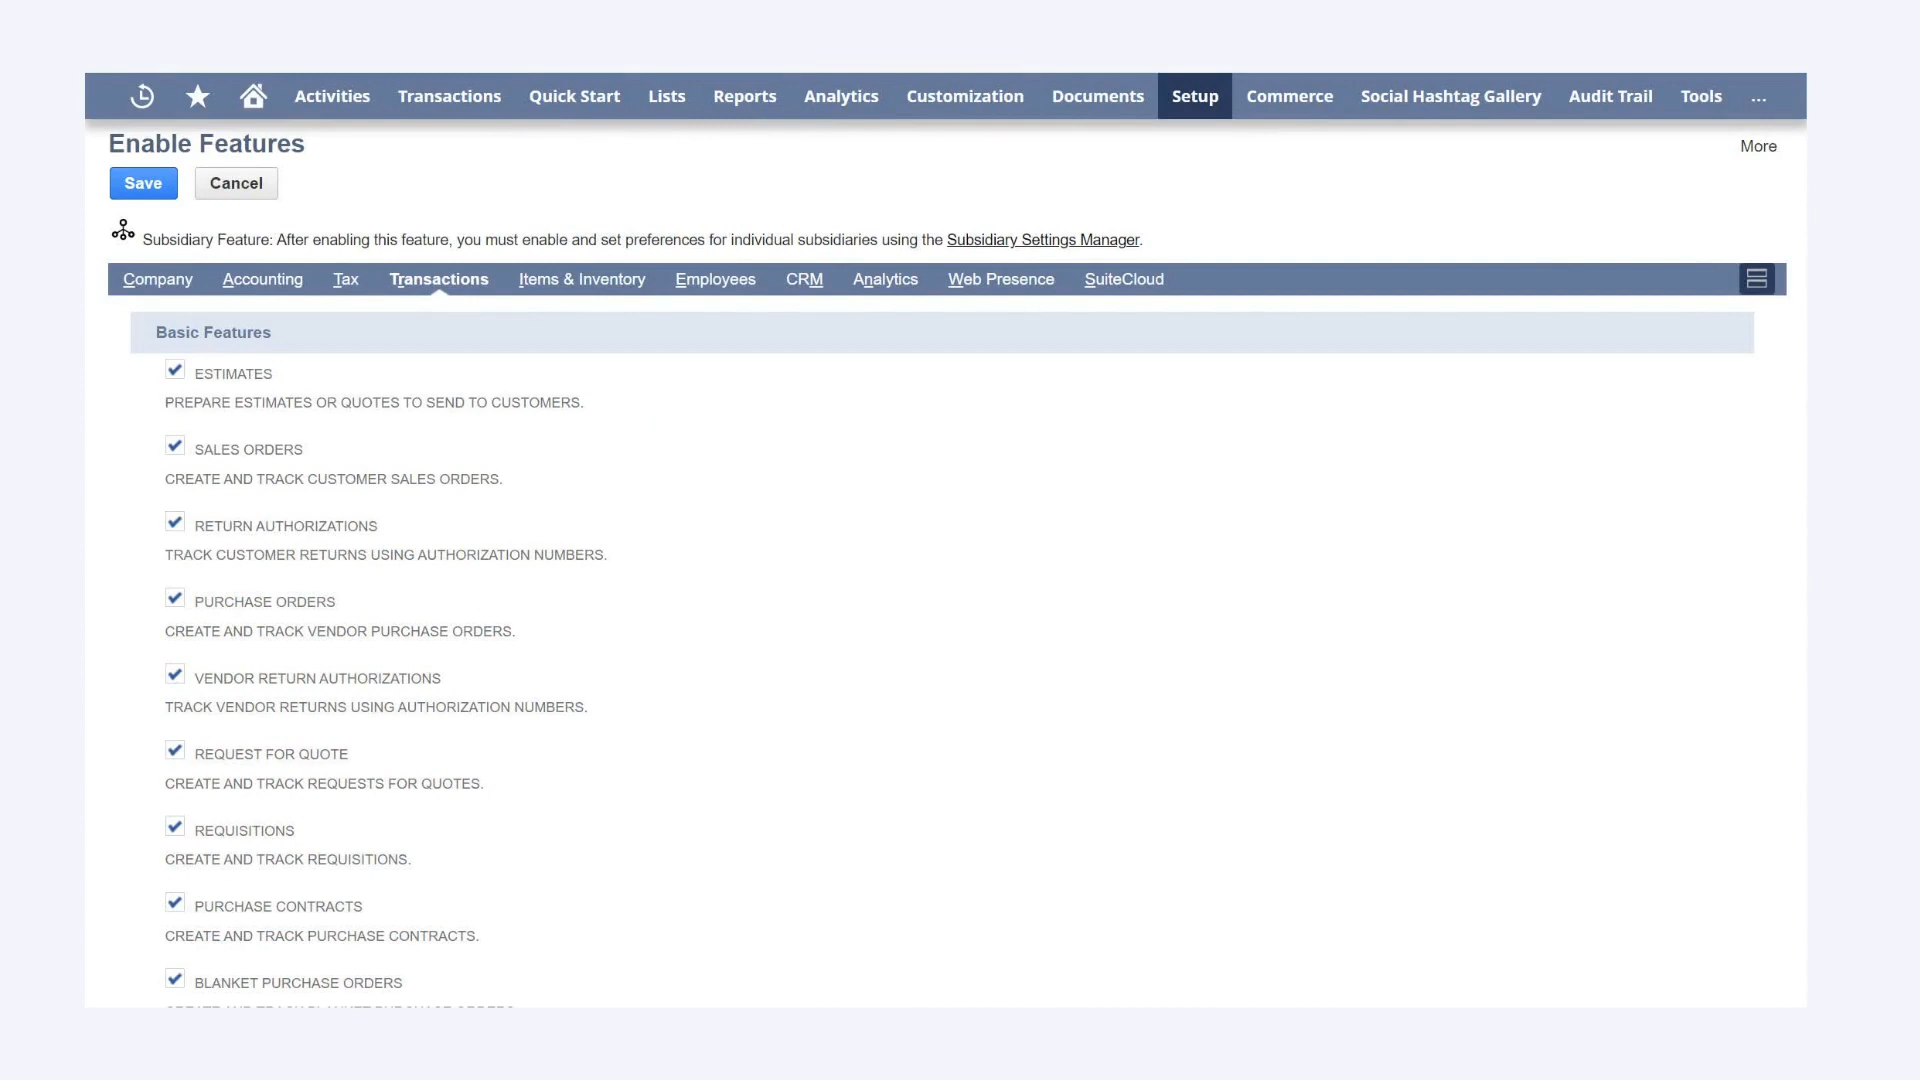 Activities Transactions Quick Start Lists Reports Analytics Customization Documents Setup Commerce Social Hashtag Gallery Audit Trail Tools ...
Enable Features
More
Save Cancel
Subsidiary Feature: After enabling this feature, you must enable and set preferences for individual subsidiaries using the Subsidiary Settings Manager.
Company Accounting Tax Transactions Items & Inventory Employees CRM Analytics Web Presence SuiteCloud
Basic Features
ESTIMATES
PREPARE ESTIMATES OR QUOTES TO SEND TO CUSTOMERS.
SALES ORDERS
CREATE AND TRACK CUSTOMER SALES ORDERS.
RETURN AUTHORIZATIONS
TRACK CUSTOMER RETURNS USING AUTHORIZATION NUMBERS.
PURCHASE ORDERS
CREATE AND TRACK VENDOR PURCHASE ORDERS.
VENDOR RETURN AUTHORIZATIONS
TRACK VENDOR RETURNS USING AUTHORIZATION NUMBERS.
REQUEST FOR QUOTE
CREATE AND TRACK REQUESTS FOR QUOTES.
REQUISITIONS
CREATE AND TRACK REQUISITIONS.
PURCHASE CONTRACTS
CREATE AND TRACK PURCHASE CONTRACTS.
BLANKET PURCHASE ORDERS